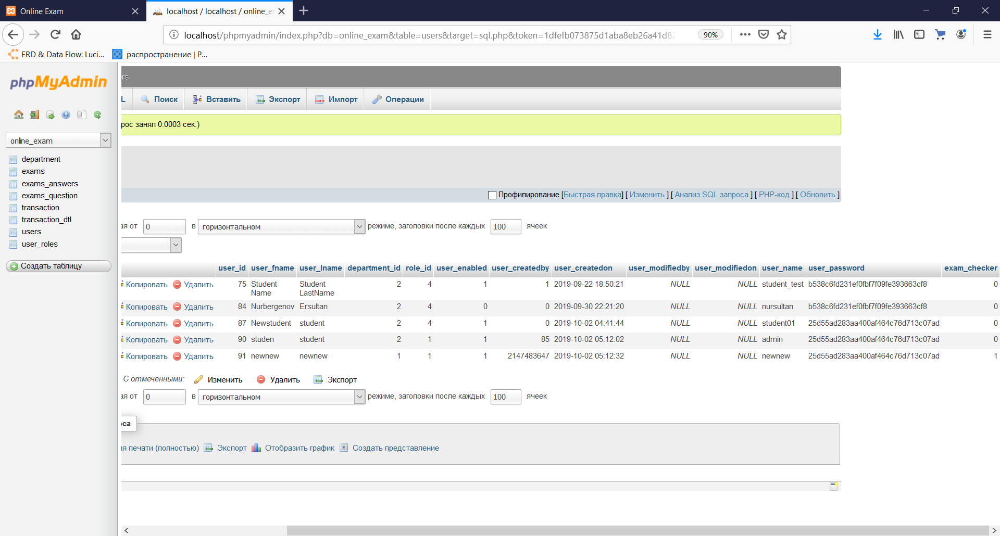 Online Exam
localhost / localhost / online_e
localhost/phpmyadmin/index.php?db=online_exam&table=users&target=sql.php&token=1dfefb073875d1aba8eb26a41d82
90%
ERD & Data Flow: Luci...
распространение | Р...
phpMyAdmin
rs
L
Поиск
Вставить
Экспорт
Импорт
Операции
рос занял 0.0003 сек.)
online_exam
department
exams
exams_answers
exams_question
transaction
transaction_dtl
users
user_roles
Создать таблицу
Профилирование [Быстрая правка] [ Изменить ] [ Анализ SQL запроса ] [ PHP-код ] [ Обновить ]
ая от 0 в горизонтальном режиме, заголовки после каждых 100 ячеек
user_id user_fname user_lname department_id role_id user_enabled user_createdby user_createdon user_modifiedby user_modifiedon user_name user_password exam_checker
Копировать Удалить 75 Student Name Student LastName 2 4 1 1 2019-09-22 18:50:21 NULL NULL student_test b538c6fd231ef0fbf7f09fe393663cf8 0
Копировать Удалить 84 Nurbergenov Ersultan 2 4 0 0 2019-09-30 22:21:20 NULL NULL nursultan b538c6fd231ef0fbf7f09fe393663cf8 0
Копировать Удалить 87 Newstudent student 2 4 1 0 2019-10-02 04:41:44 NULL NULL student01 25d55ad283aa400af464c76d713c07ad 0
Копировать Удалить 90 studen student 2 1 1 85 2019-10-02 05:12:02 NULL NULL admin 25d55ad283aa400af464c76d713c07ad 0
Копировать Удалить 91 newnew newnew 1 1 1 2147483647 2019-10-02 05:12:32 NULL NULL newnew 25d55ad283aa400af464c76d713c07ad 1
С отмеченными: Изменить Удалить Экспорт
ая от 0 в горизонтальном режиме, заголовки после каждых 100 ячеек
оса
ия печати (полностью) Экспорт Отобразить график Создать представление